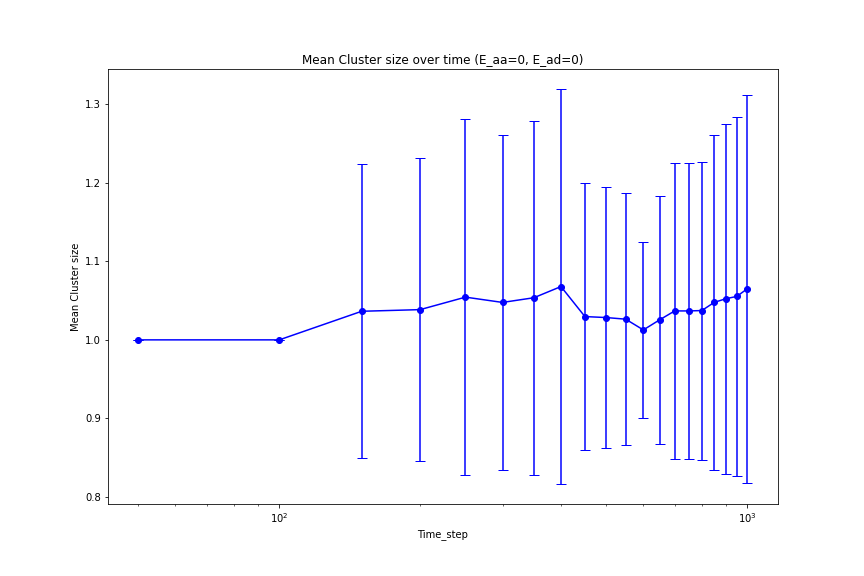 Mean Cluster size over time (E_aa=0, E_ad=0)
1.3
1.2
1.1
1.0
0.9
0.8
Mean Cluster size
10²
10³
Time_step